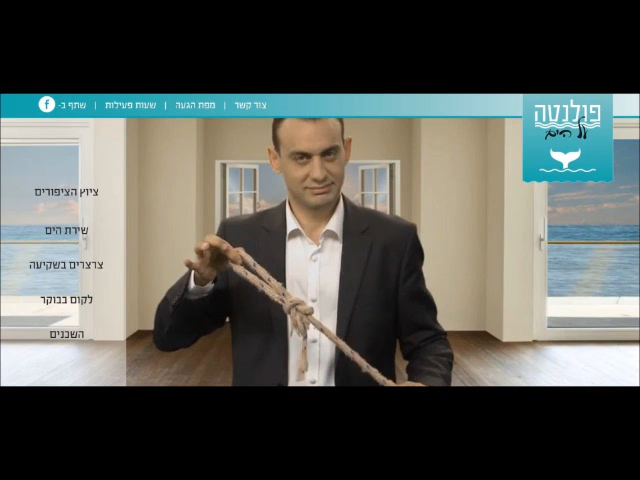 צור קשר | מפת הגעה | שעות פעילות | שתף ב- f
פולנטה
על הים
ציוץ הציפורים
שירת הים
צרצרים בשקיעה
לקום בבוקר
השכנים